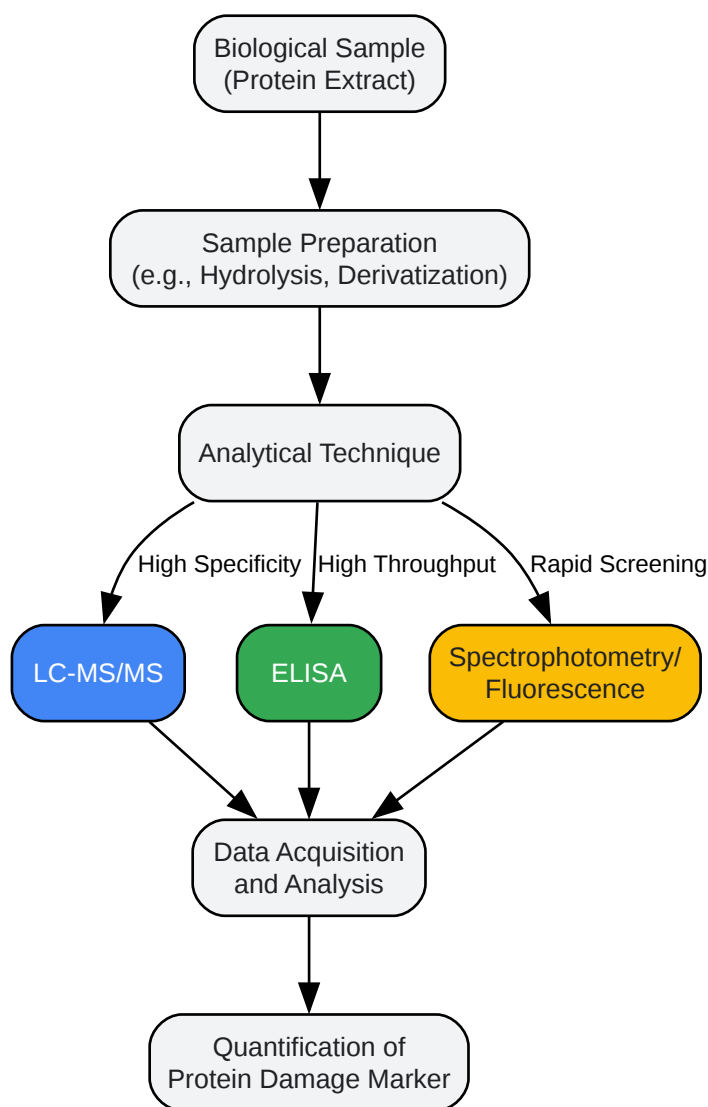 Biological Sample
(Protein Extract)
Sample Preparation
(e.g., Hydrolysis, Derivatization)
Analytical Technique
High Specificity
High Throughput
Rapid Screening
LC-MS/MS
ELISA
Spectrophotometry/
Fluorescence
Data Acquisition
and Analysis
Quantification of
Protein Damage Marker